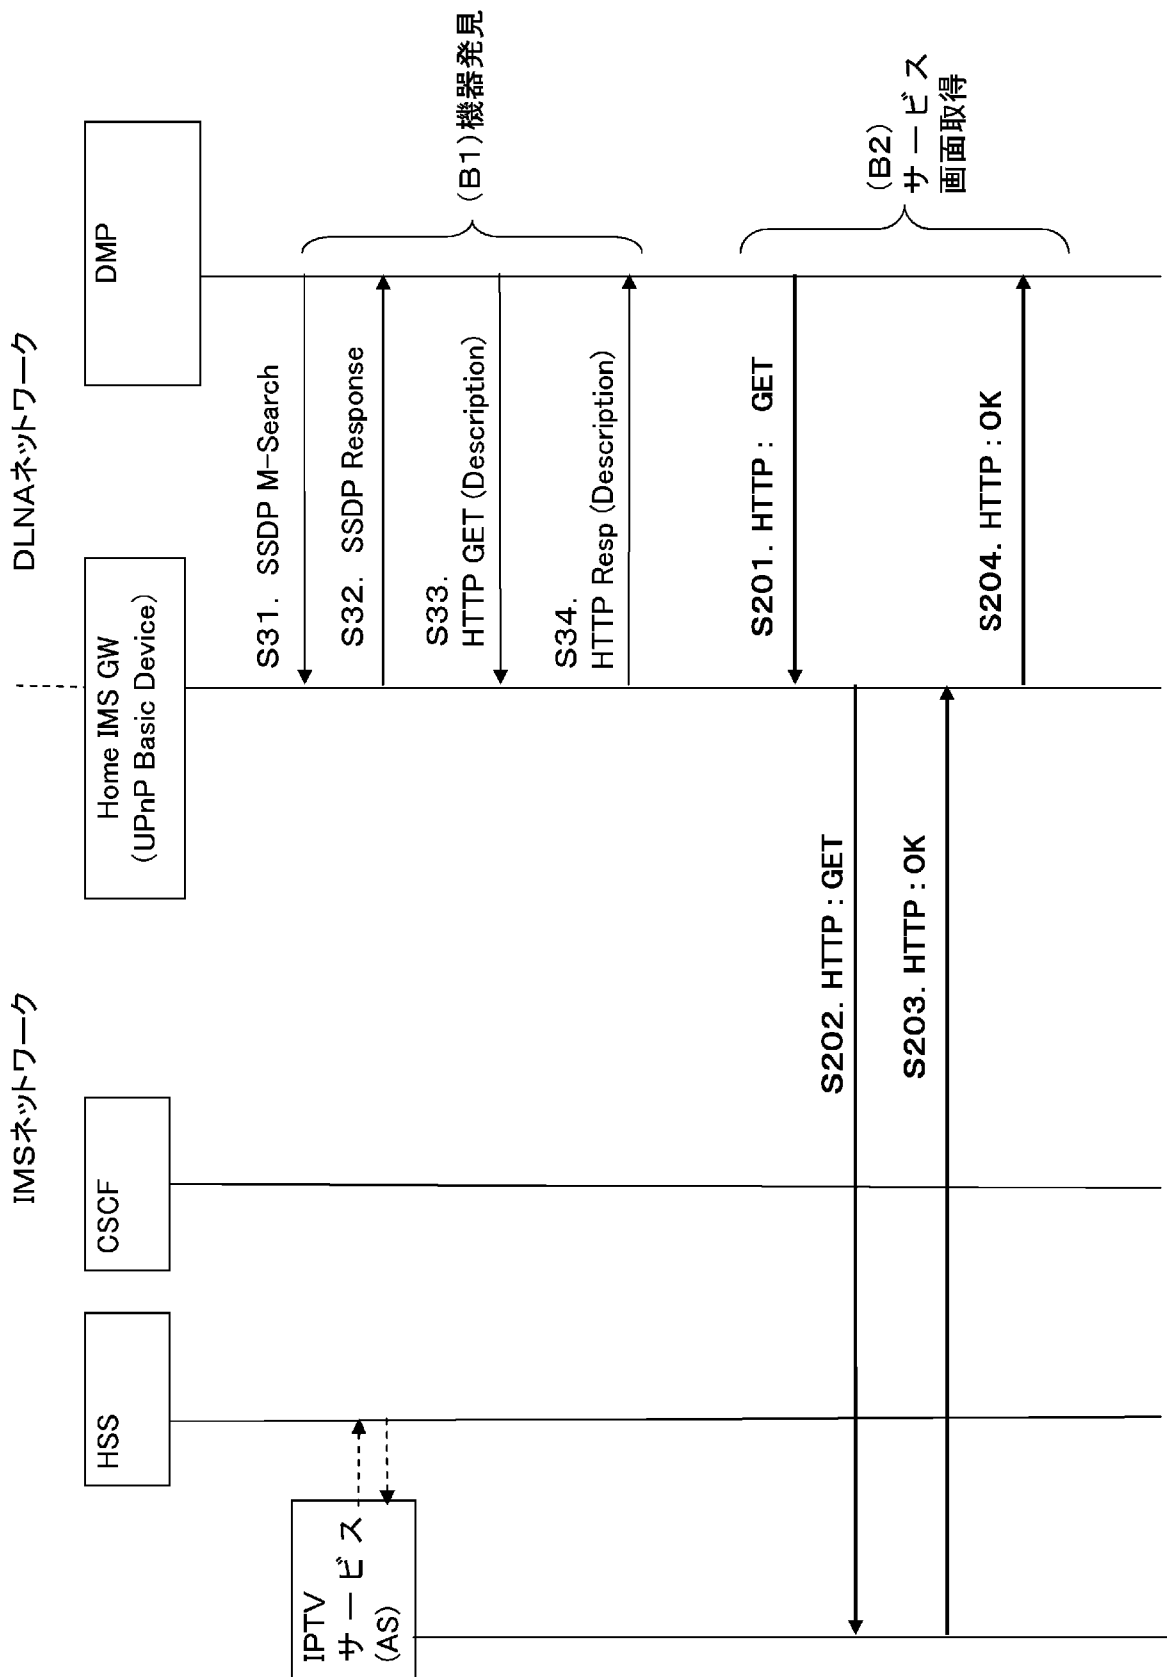 IMSネットワーク
DLNAネットワーク
IPTV
サービス
(AS)
HSS
CSCF
Home IMS GW
(UPnP Basic Device)
DMP
S31. SSDP M-Search
S32. SSDP Response
S33.
HTTP GET (Description)
S34.
HTTP Resp (Description)
(B1)機器発見
S201. HTTP : GET
S202. HTTP : GET
S203. HTTP : OK
S204. HTTP : OK
(B2)
サービス
画面取得